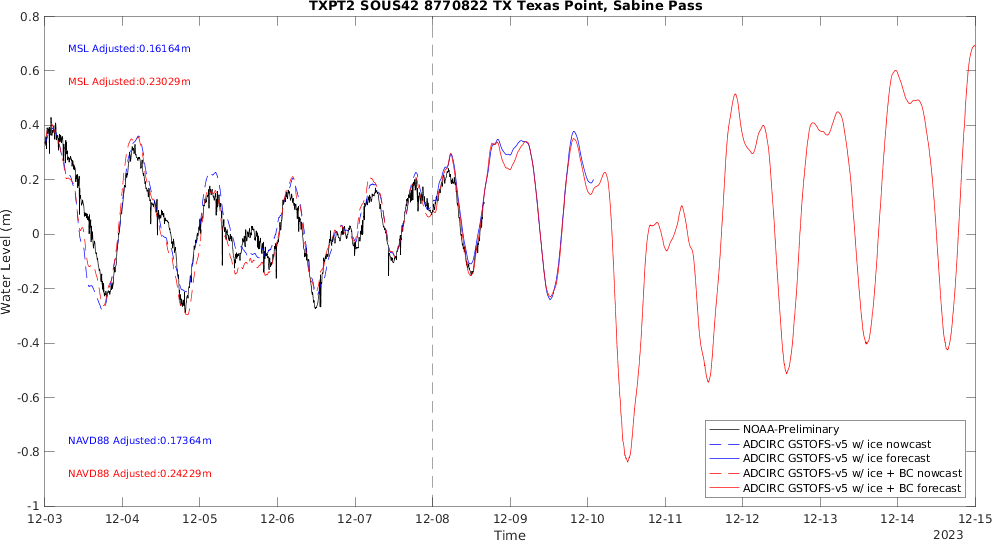 TXPT2 SOUS42 8770822 TX Texas Point, Sabine Pass
0.8
0.6
0.4
0.2
0
-0.2
-0.4
-0.6
-0.8
-1
Water Level (m)
MSL Adjusted:0.16164m
MSL Adjusted:0.23029m
NAVD88 Adjusted:0.17364m
NAVD88 Adjusted:0.24229m
NOAA-Preliminary
ADCIRC GSTOFS-v5 w/ ice nowcast
ADCIRC GSTOFS-v5 w/ ice forecast
ADCIRC GSTOFS-v5 w/ ice + BC nowcast
ADCIRC GSTOFS-v5 w/ ice + BC forecast
12-03 12-04 12-05 12-06 12-07 12-08 12-09 12-10 12-11 12-12 12-13 12-14 12-15
Time
2023